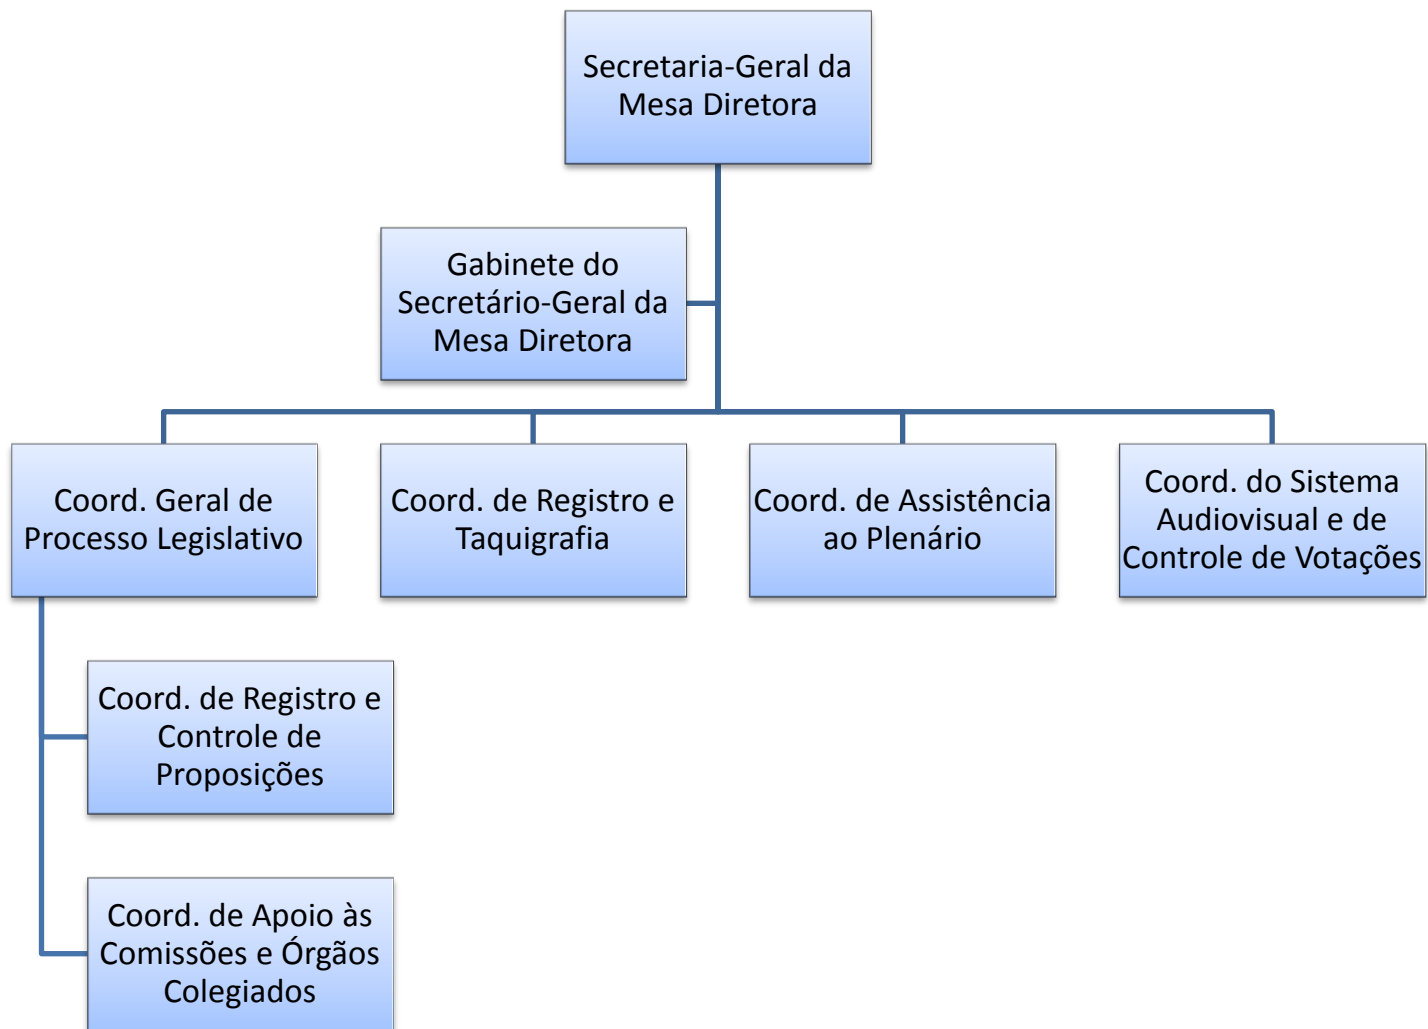 Secretaria-Geral da
Mesa Diretora
Gabinete do
Secretário-Geral da
Mesa Diretora
Coord. Geral de
Processo Legislativo
Coord. de Registro e
Taquigrafia
Coord. de Assistência
ao Plenário
Coord. do Sistema
Audiovisual e de
Controle de Votações
Coord. de Registro e
Controle de
Proposições
Coord. de Apoio às
Comissões e Órgãos
Colegiados